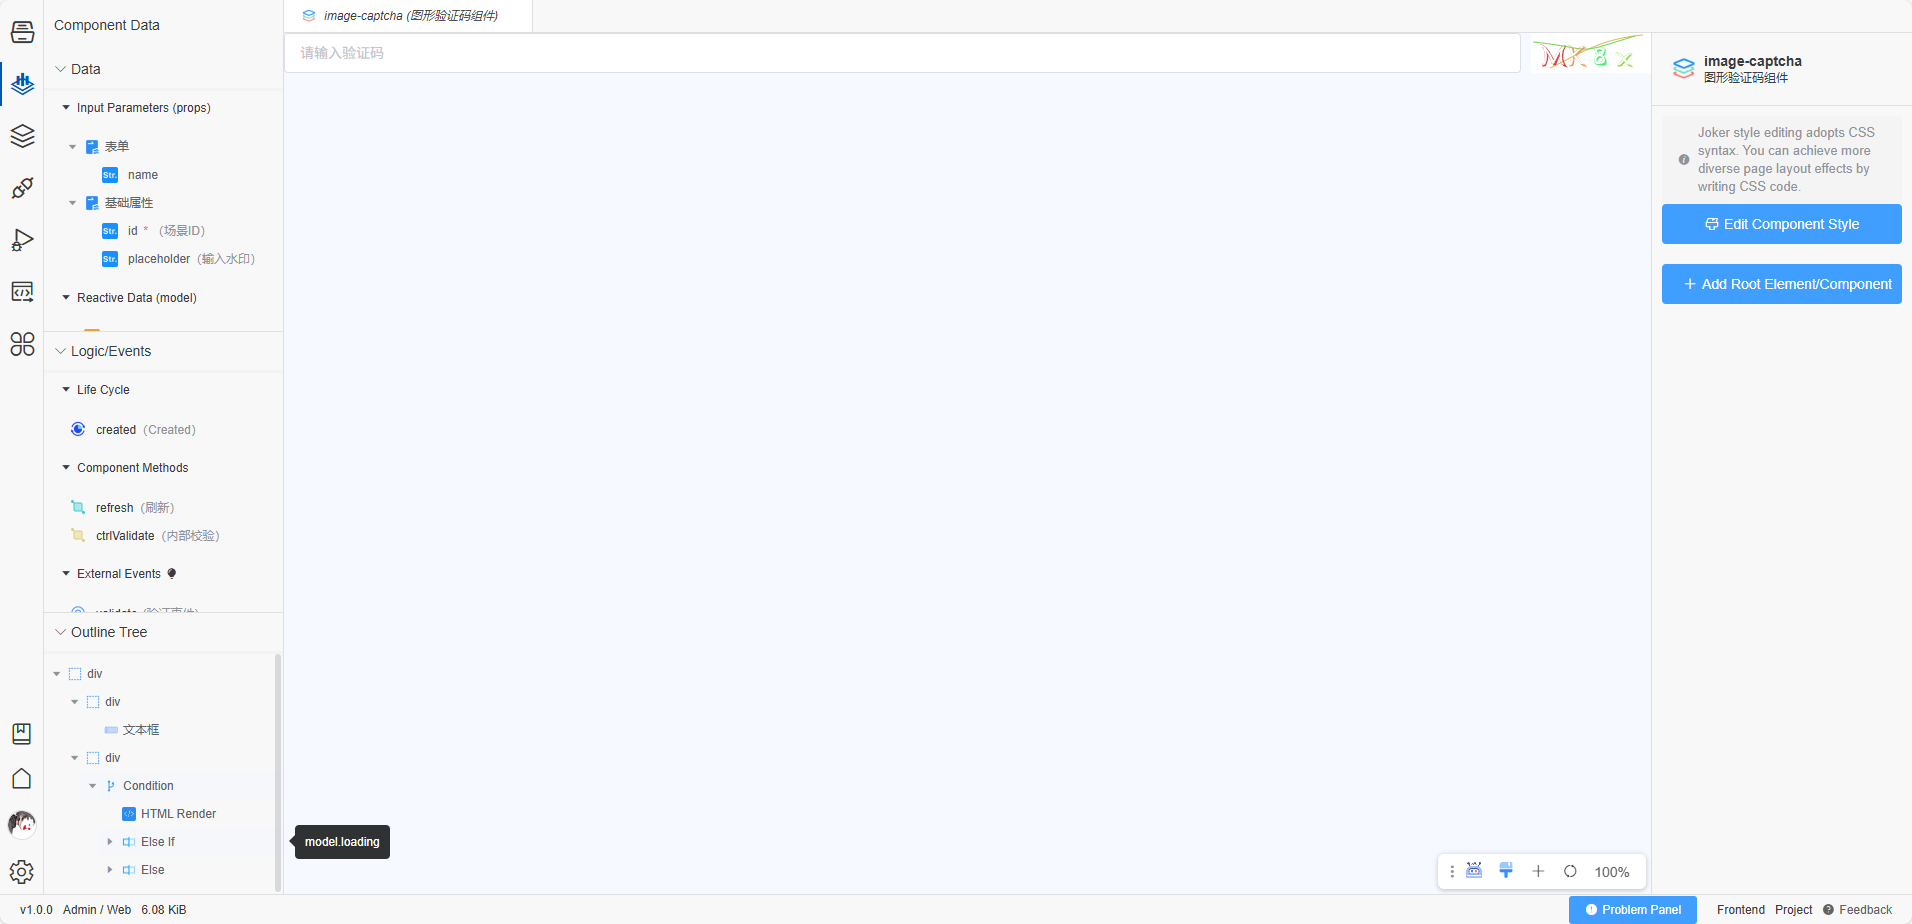 Component Data
Data
Input Parameters (props)
表单
Str. name
基础属性
Str. id * （场景ID）
Str. placeholder （输入水印）
Reactive Data (model)
Logic/Events
Life Cycle
created （Created）
Component Methods
refresh （刷新）
ctrlValidate （内部校验）
External Events
validate （验证事件）
Outline Tree
div
div
文本框
div
Condition
HTML Render
Else If
Else
image-captcha (图形验证码组件)
请输入验证码
model.loading
100%
image-captcha
图形验证码组件
Joker style editing adopts CSS
syntax. You can achieve more
diverse page layout effects by
writing CSS code.
Edit Component Style
Add Root Element/Component
v1.0.0 Admin / Web 6.08 KiB
Problem Panel Frontend Project Feedback